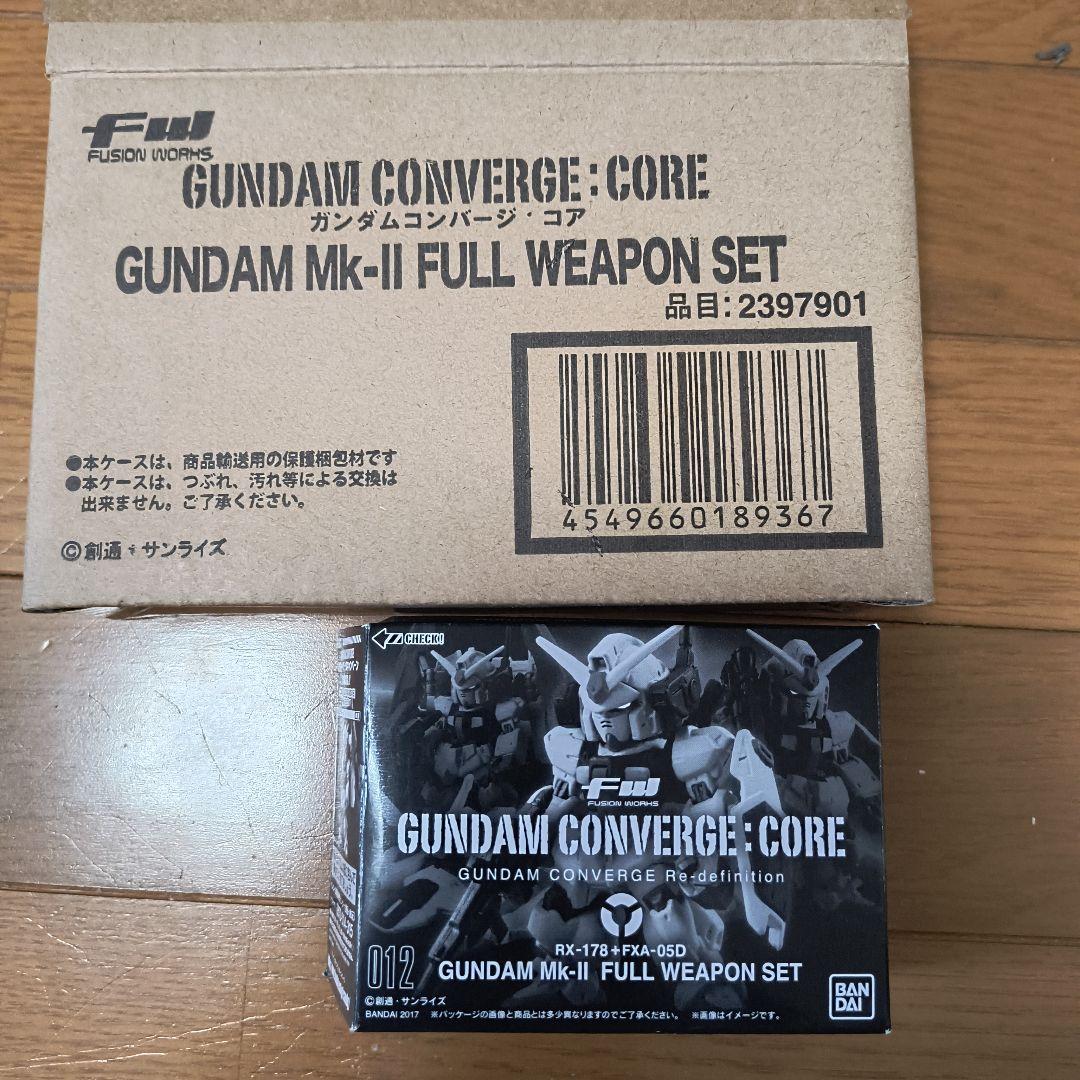 FW
FUSION WORKS
GUNDAM CONVERGE:CORE
ガンダムコンバージ・コア
GUNDAM Mk-II FULL WEAPON SET
品目:2397901
4549660189367
●本ケースは、商品輸送用の保護梱包材です
●本ケースは、つぶれ、汚れ等による交換は
出来ません。ご了承ください。
©創通・サンライズ
CHECK!
FW
FUSION WORKS
GUNDAM CONVERGE:CORE
GUNDAM CONVERGE Re-definition
RX-178+FXA-05D
012
GUNDAM Mk-II FULL WEAPON SET
©創通・サンライズ
BANDAI 2017 ※パッケージの画像と商品とは多少異なりますのでご了承ください。 ※画像はイメージです。
BAN
DAI